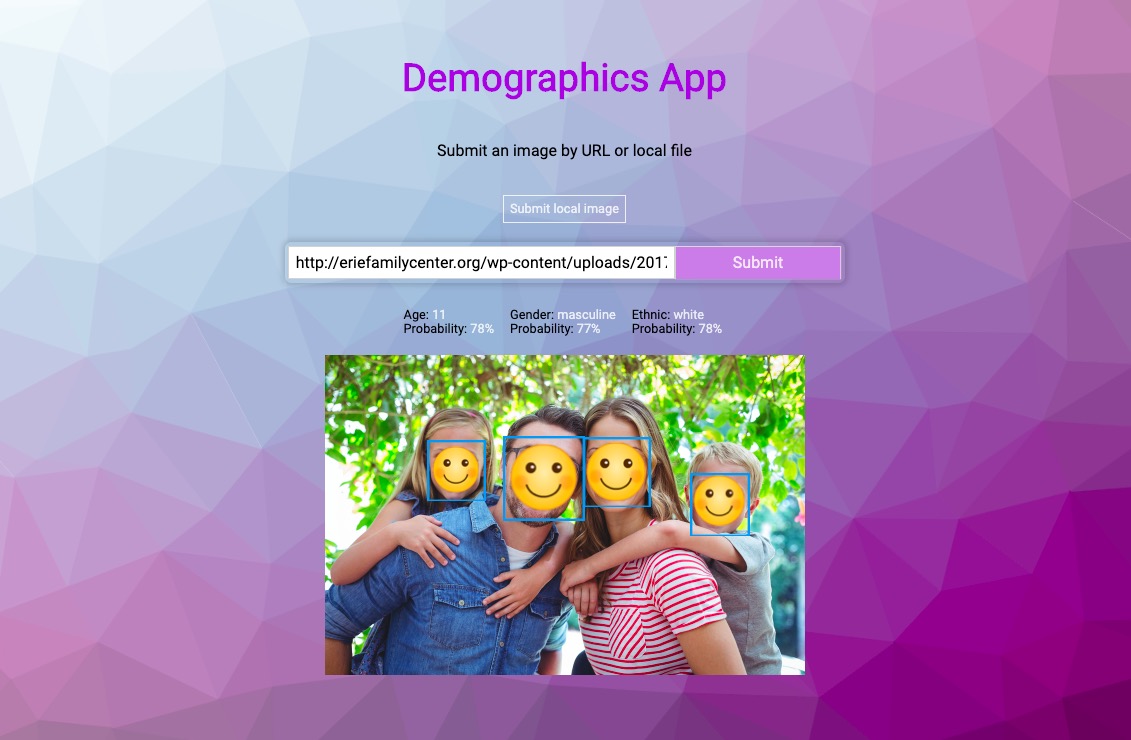 Demographics App
Submit an image by URL or local file
Submit local image
http://eriefamilycenter.org/wp-content/uploads/201 Submit
Age: 11 Gender: masculine Ethnic: white
Probability: 78% Probability: 77% Probability: 78%